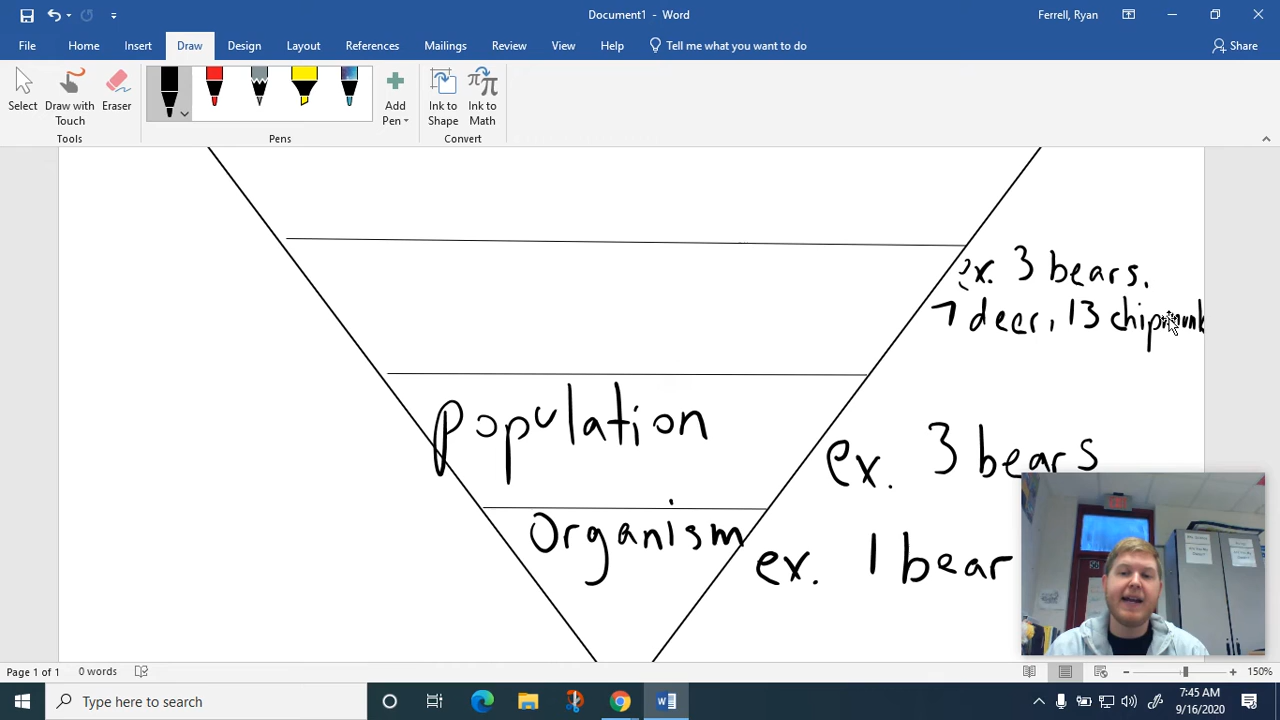 Document1 - Word
Ferrell, Ryan
File Home Insert Draw Design Layout References Mailings Review View Help Tell me what you want to do Share
Select
Draw with Touch
Eraser
Add Pen
Ink to Shape
Ink to Math
Tools
Pens
Convert
ex. 3 bears.
7 deer, 13 chipmunk
Population
ex. 3 bears
Organism
ex. 1 bear
Page 1 of 1 0 words
150%
Type here to search
7:45 AM
9/16/2020